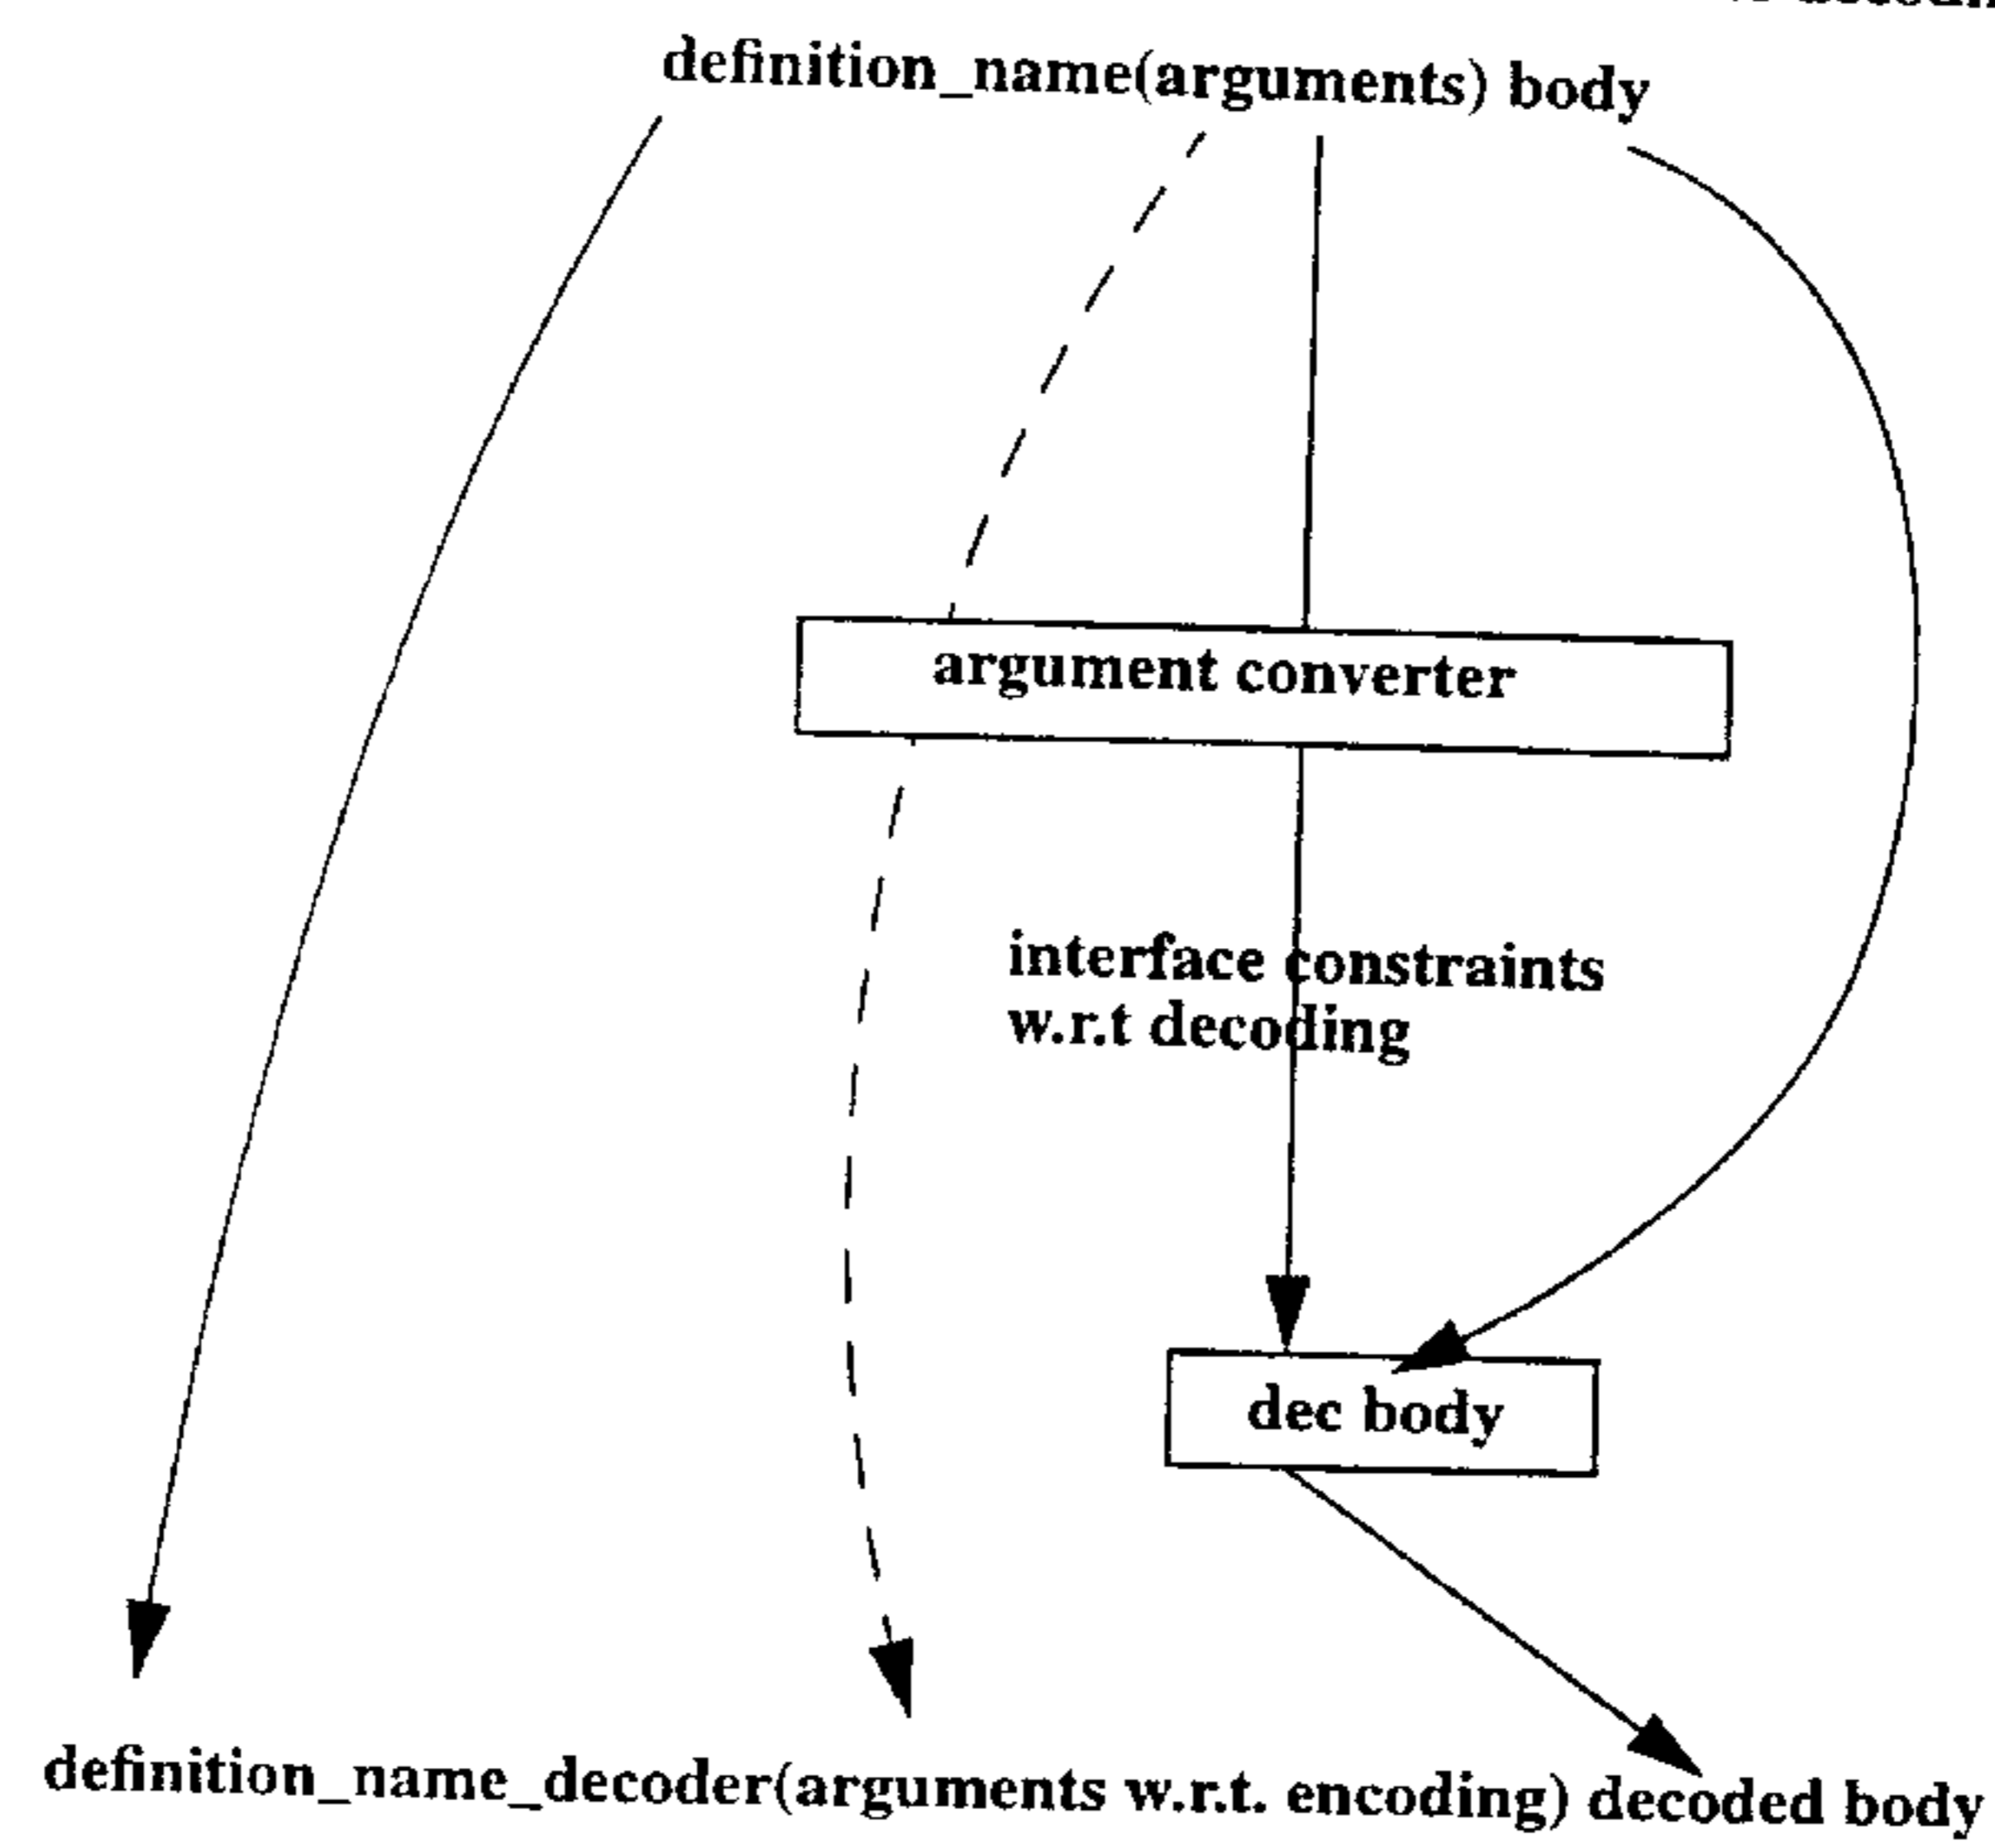 definition_name(arguments) body
argument converter
interface constraints
w.r.t decoding
dec body
definition_name_decoder(arguments w.r.t. encoding) decoded body